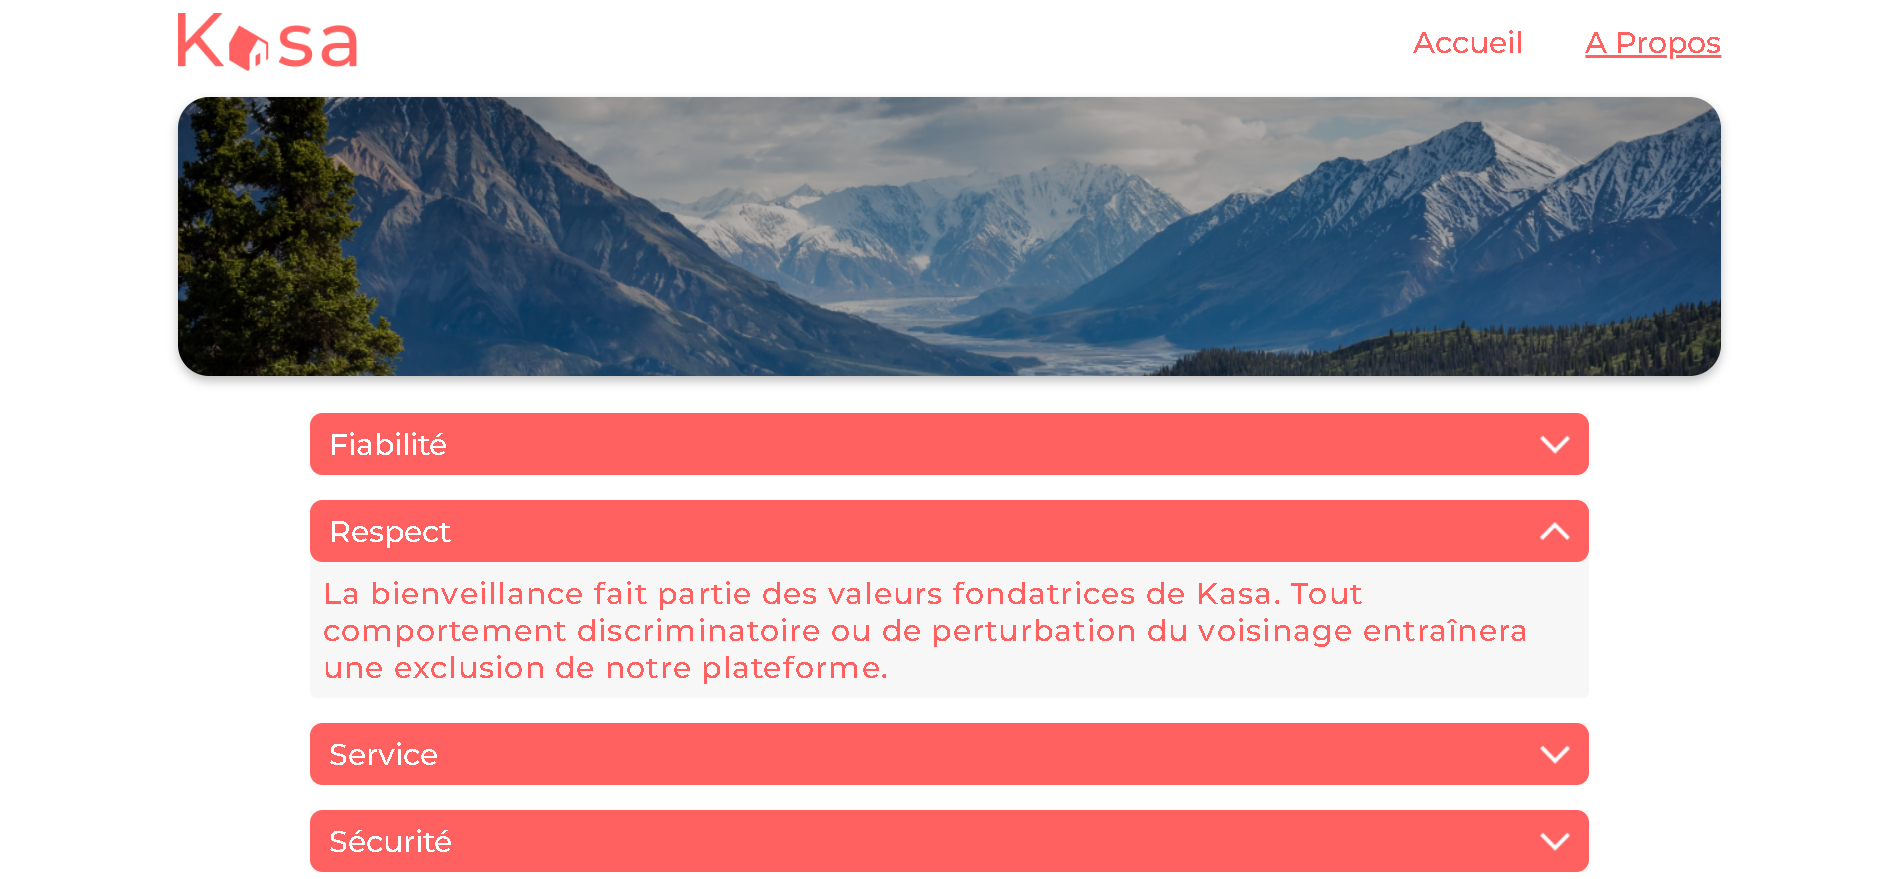 Kasa
Accueil
A Propos
Fiabilité
Respect
La bienveillance fait partie des valeurs fondatrices de Kasa. Tout
comportement discriminatoire ou de perturbation du voisinage entraînera
une exclusion de notre plateforme.
Service
Sécurité